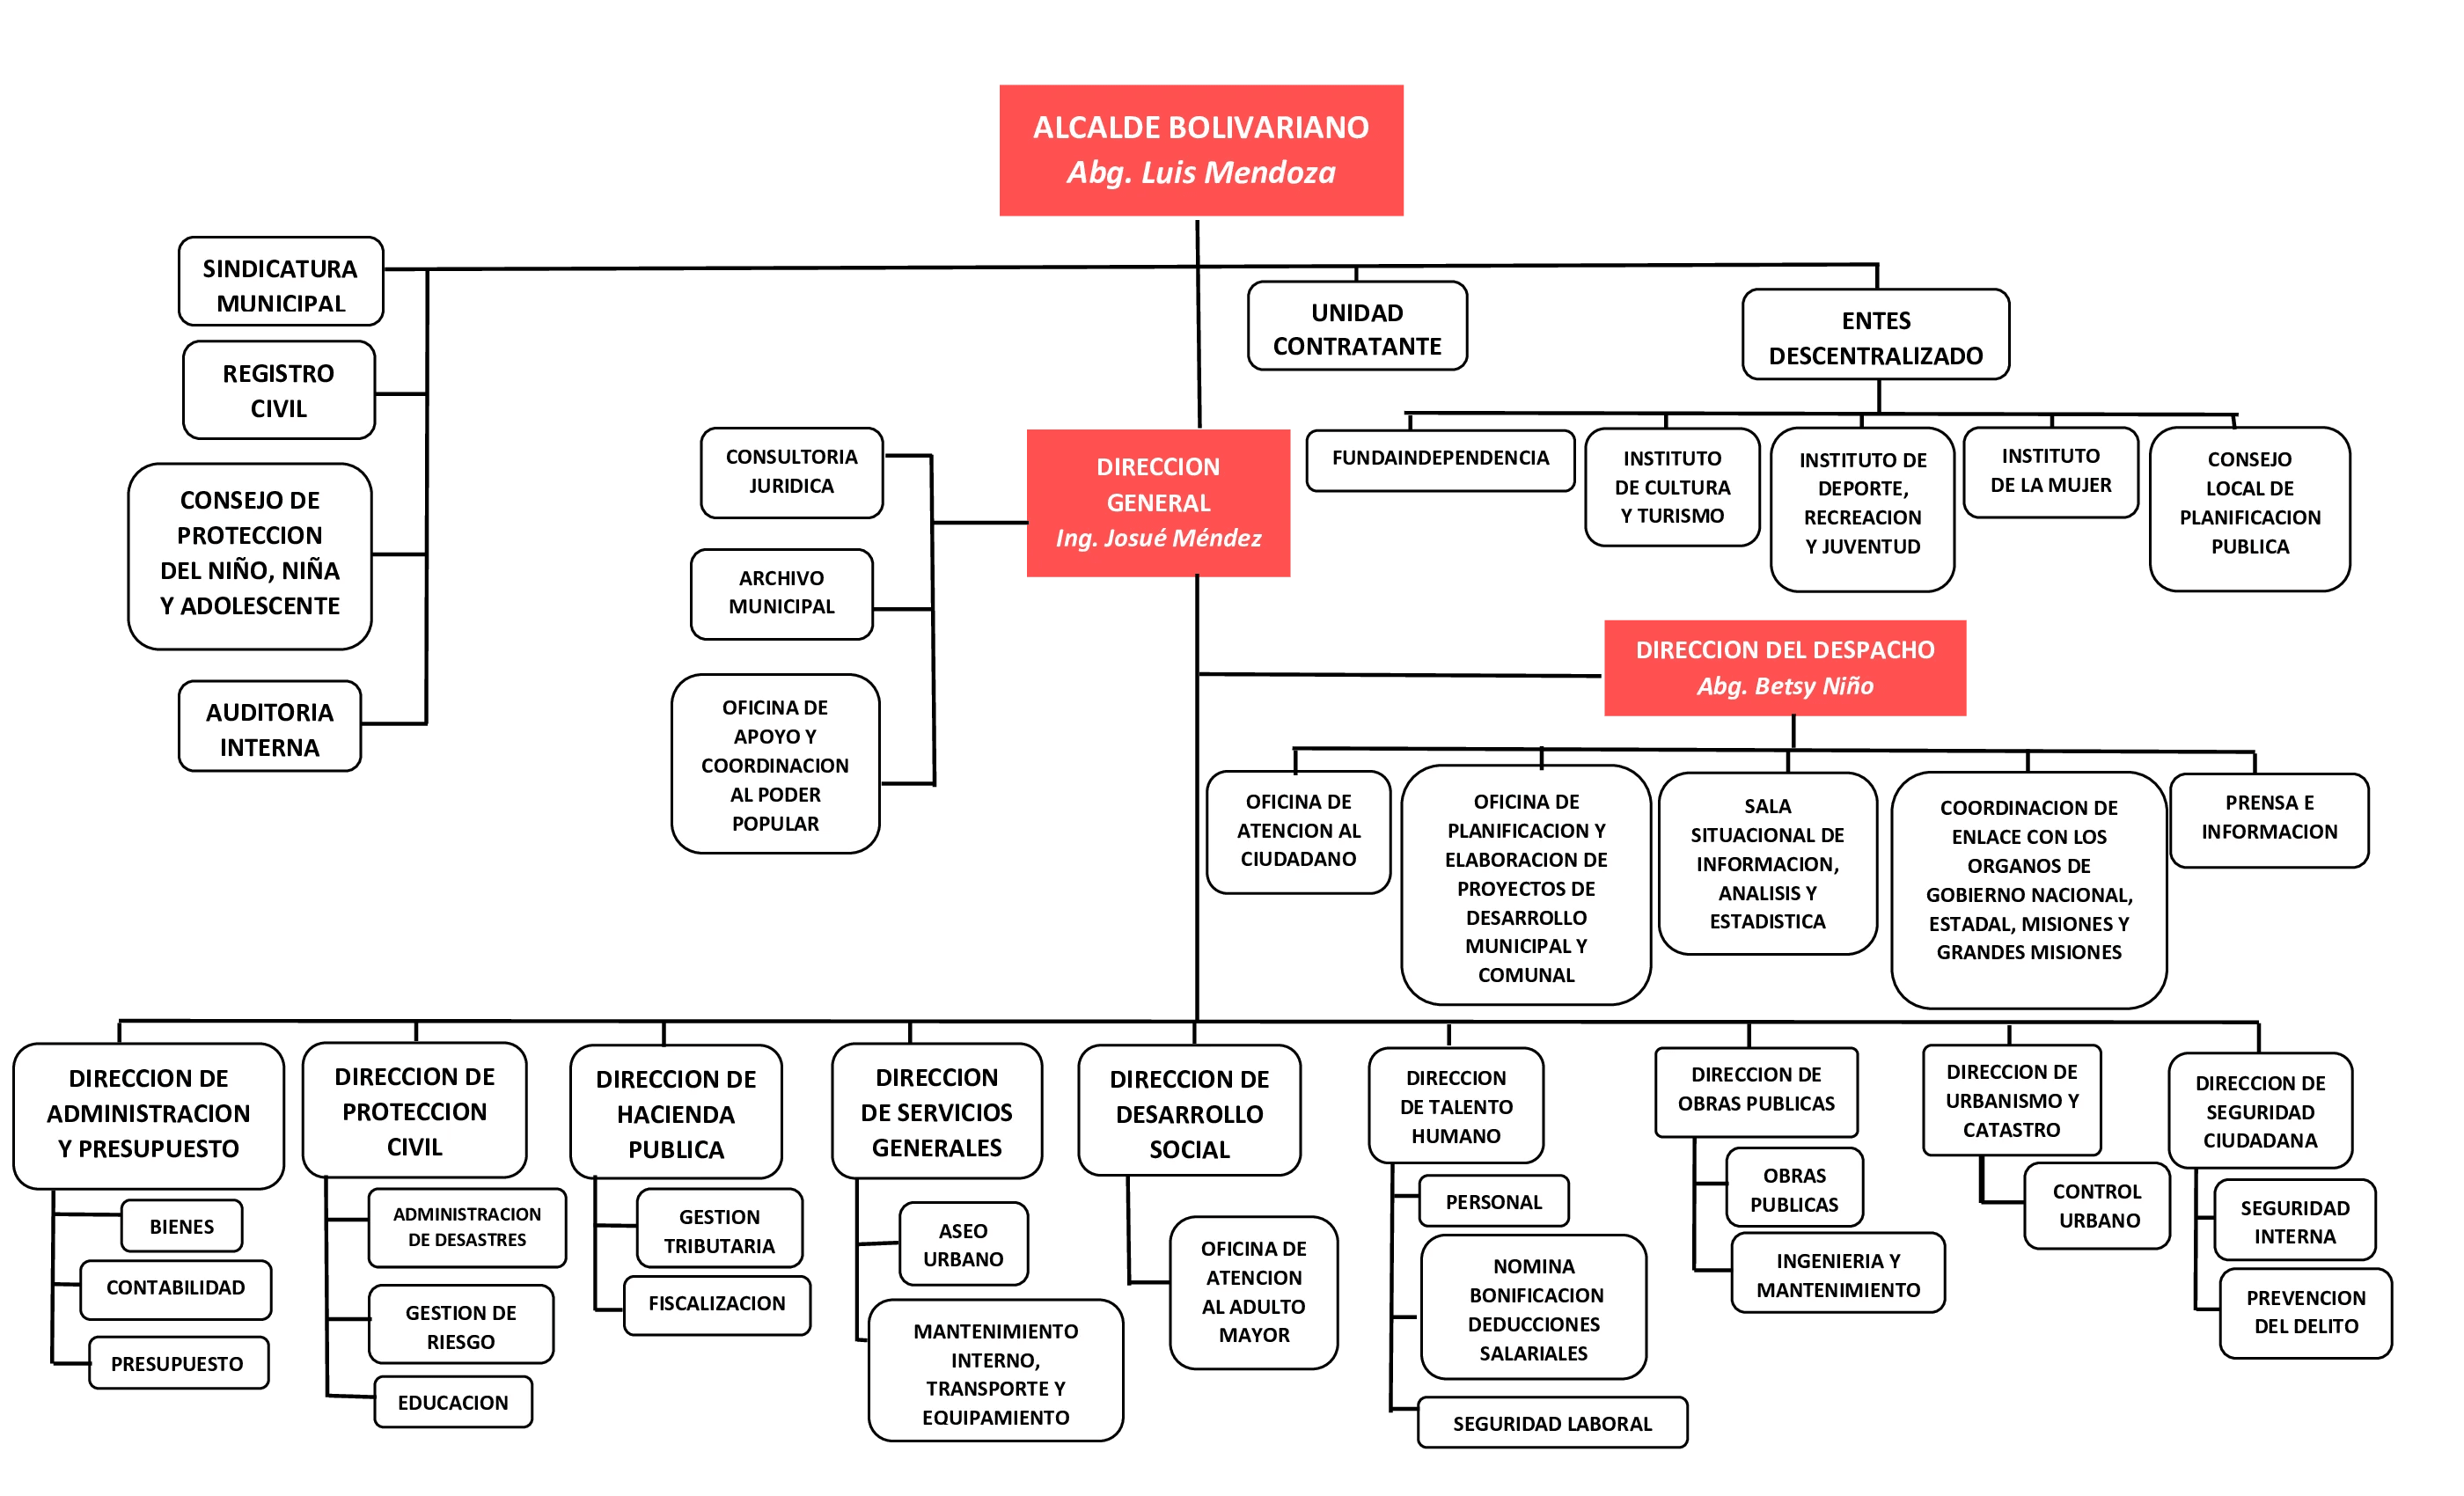 ALCALDE BOLIVARIANO
Abg. Luis Mendoza
SINDICATURA
MUNICIPAL
REGISTRO
CIVIL
CONSEJO DE
PROTECCION
DEL NIÑO, NIÑA
Y ADOLESCENTE
AUDITORIA
INTERNA
UNIDAD
CONTRATANTE
ENTES
DESCENTRALIZADO
FUNDAINDEPENDENCIA
INSTITUTO
DE CULTURA
Y TURISMO
INSTITUTO DE
DEPORTE,
RECREACION
Y JUVENTUD
INSTITUTO
DE LA MUJER
CONSEJO
LOCAL DE
PLANIFICACION
PUBLICA
DIRECCION
GENERAL
Ing. Josué Méndez
CONSULTORIA
JURIDICA
ARCHIVO
MUNICIPAL
OFICINA DE
APOYO Y
COORDINACION
AL PODER
POPULAR
DIRECCION DEL DESPACHO
Abg. Betsy Niño
OFICINA DE
ATENCION AL
CIUDADANO
OFICINA DE
PLANIFICACION Y
ELABORACION DE
PROYECTOS DE
DESARROLLO
MUNICIPAL Y
COMUNAL
SALA
SITUACIONAL DE
INFORMACION,
ANALISIS Y
ESTADISTICA
COORDINACION DE
ENLACE CON LOS
ORGANOS DE
GOBIERNO NACIONAL,
ESTADAL, MISIONES Y
GRANDES MISIONES
PRENSA E
INFORMACION
DIRECCION DE
ADMINISTRACION
Y PRESUPUESTO
BIENES
CONTABILIDAD
PRESUPUESTO
DIRECCION DE
PROTECCION
CIVIL
ADMINISTRACION
DE DESASTRES
GESTION DE
RIESGO
EDUCACION
DIRECCION DE
HACIENDA
PUBLICA
GESTION
TRIBUTARIA
FISCALIZACION
DIRECCION
DE SERVICIOS
GENERALES
ASEO
URBANO
MANTENIMIENTO
INTERNO,
TRANSPORTE Y
EQUIPAMIENTO
DIRECCION DE
DESARROLLO
SOCIAL
OFICINA DE
ATENCION
AL ADULTO
MAYOR
DIRECCION
DE TALENTO
HUMANO
PERSONAL
NOMINA
BONIFICACION
DEDUCCIONES
SALARIALES
SEGURIDAD LABORAL
DIRECCION DE
OBRAS PUBLICAS
OBRAS
PUBLICAS
INGENIERIA Y
MANTENIMIENTO
DIRECCION DE
URBANISMO Y
CATASTRO
CONTROL
URBANO
DIRECCION DE
SEGURIDAD
CIUDADANA
SEGURIDAD
INTERNA
PREVENCION
DEL DELITO